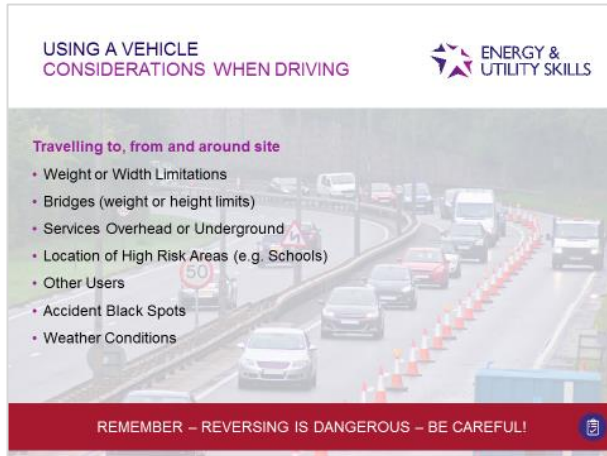 USING A VEHICLE
CONSIDERATIONS WHEN DRIVING
ENERGY &
UTILITY SKILLS
Travelling to, from and around site
• Weight or Width Limitations
• Bridges (weight or height limits)
• Services Overhead or Underground
• Location of High Risk Areas (e.g. Schools)
• Other Users
• Accident Black Spots
• Weather Conditions
50
REMEMBER – REVERSING IS DANGEROUS – BE CAREFUL!